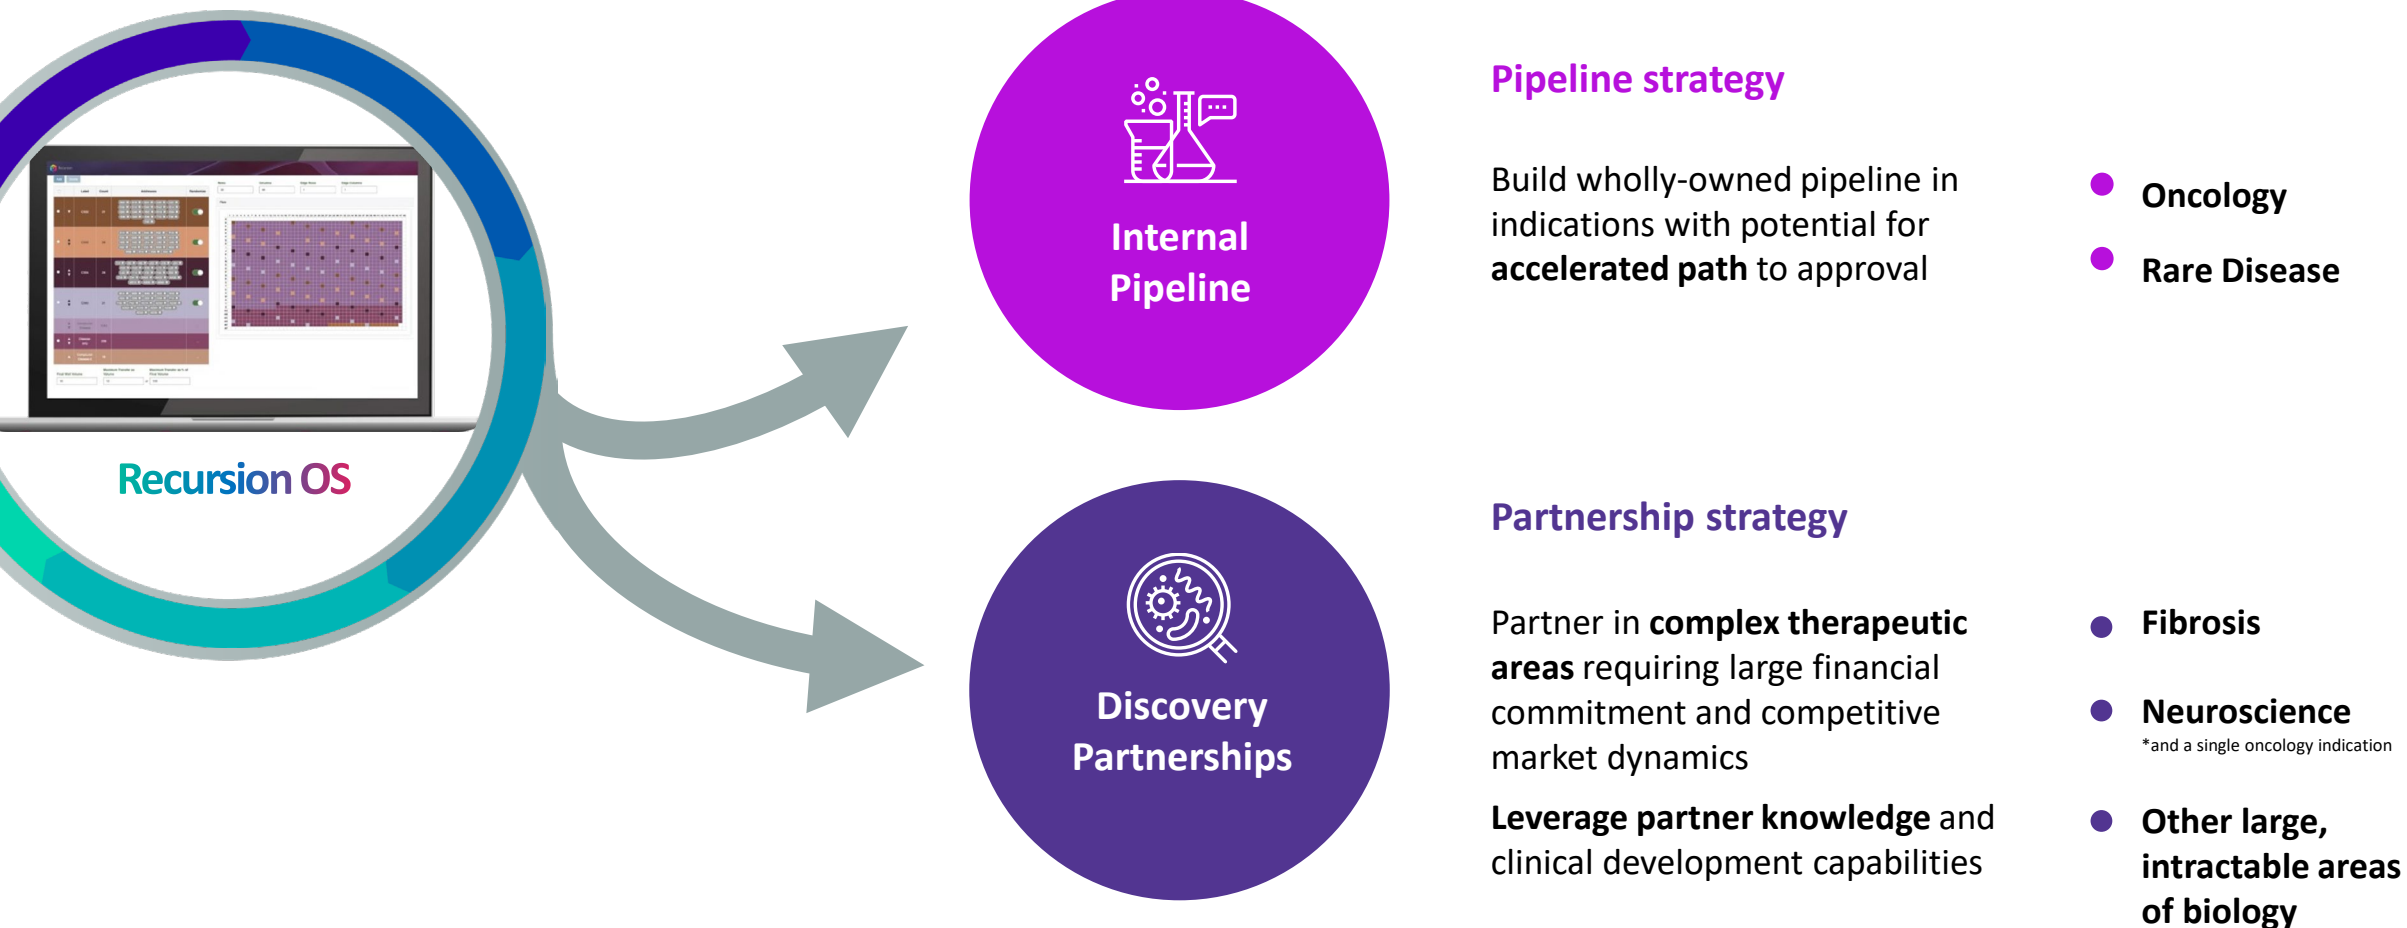 Recursion OS
Internal
Pipeline
Pipeline strategy
Build wholly-owned pipeline in
indications with potential for
accelerated path to approval
Oncology
Rare Disease
Discovery
Partnerships
Partnership strategy
Partner in complex therapeutic
areas requiring large financial
commitment and competitive
market dynamics
Leverage partner knowledge and
clinical development capabilities
Fibrosis
Neuroscience
*and a single oncology indication
Other large,
intractable areas
of biology